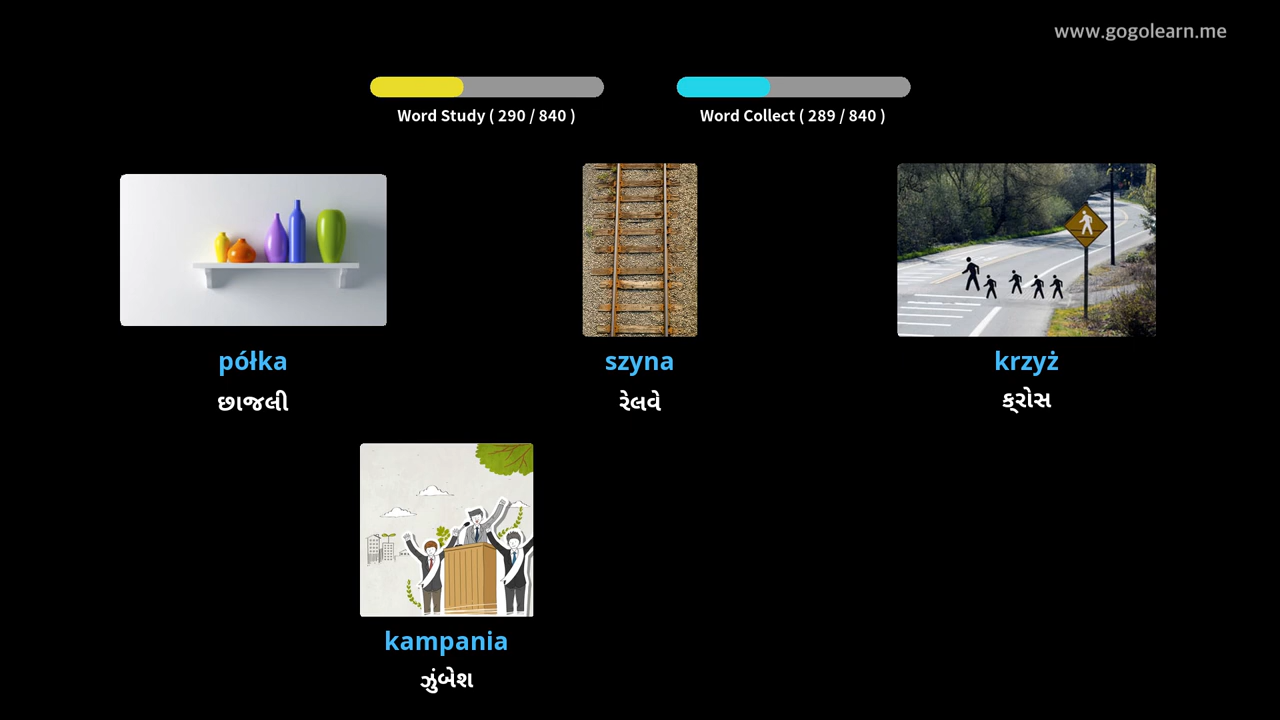 www.gogolearn.me
Word Study ( 290 / 840 )
Word Collect ( 289 / 840 )
półka
છાજલી
szyna
રેલવે
krzyż
ક્રોસ
kampania
ઝુંબેશ